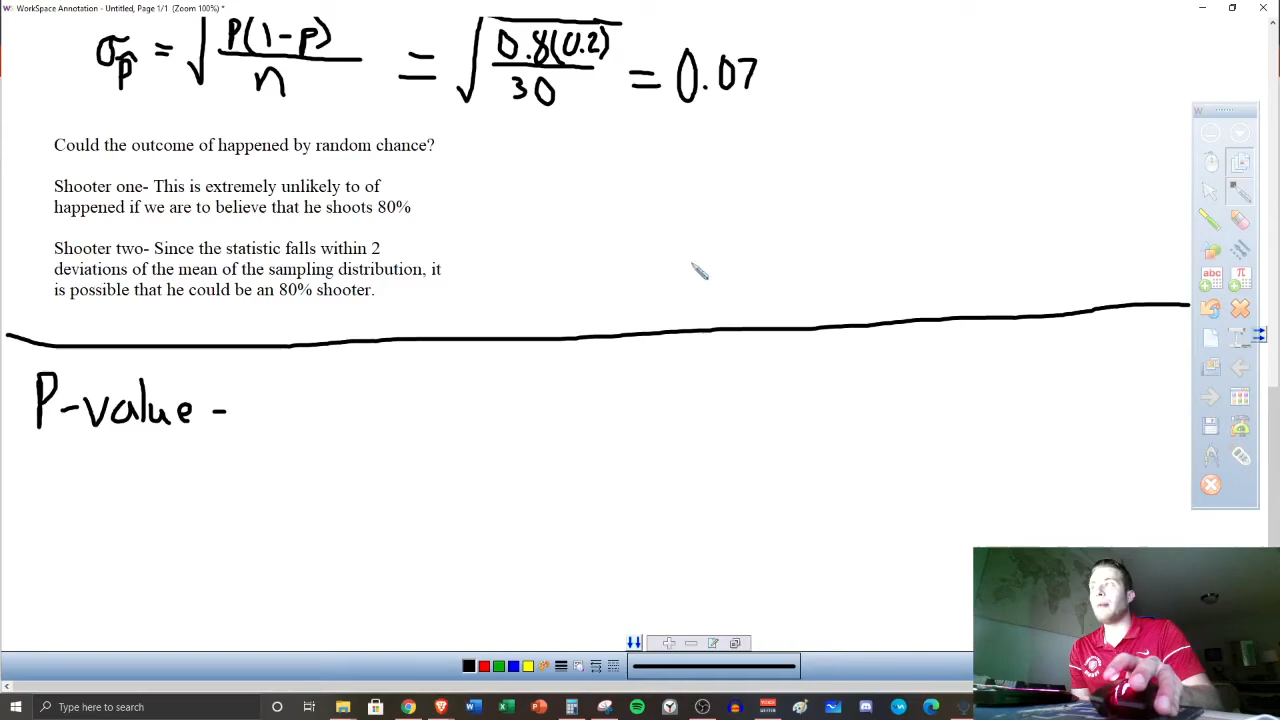 WorkSpace Annotation - Untitled, Page 1/1 (Zoom 100%) *
σp̂ = √P(1-p)/n = √0.8(0.2)/30 = 0.07
Could the outcome of happened by random chance?
Shooter one- This is extremely unlikely to of
happened if we are to believe that he shoots 80%
Shooter two- Since the statistic falls within 2
deviations of the mean of the sampling distribution, it
is possible that he could be an 80% shooter.
P-value -
abc
π
Type here to search